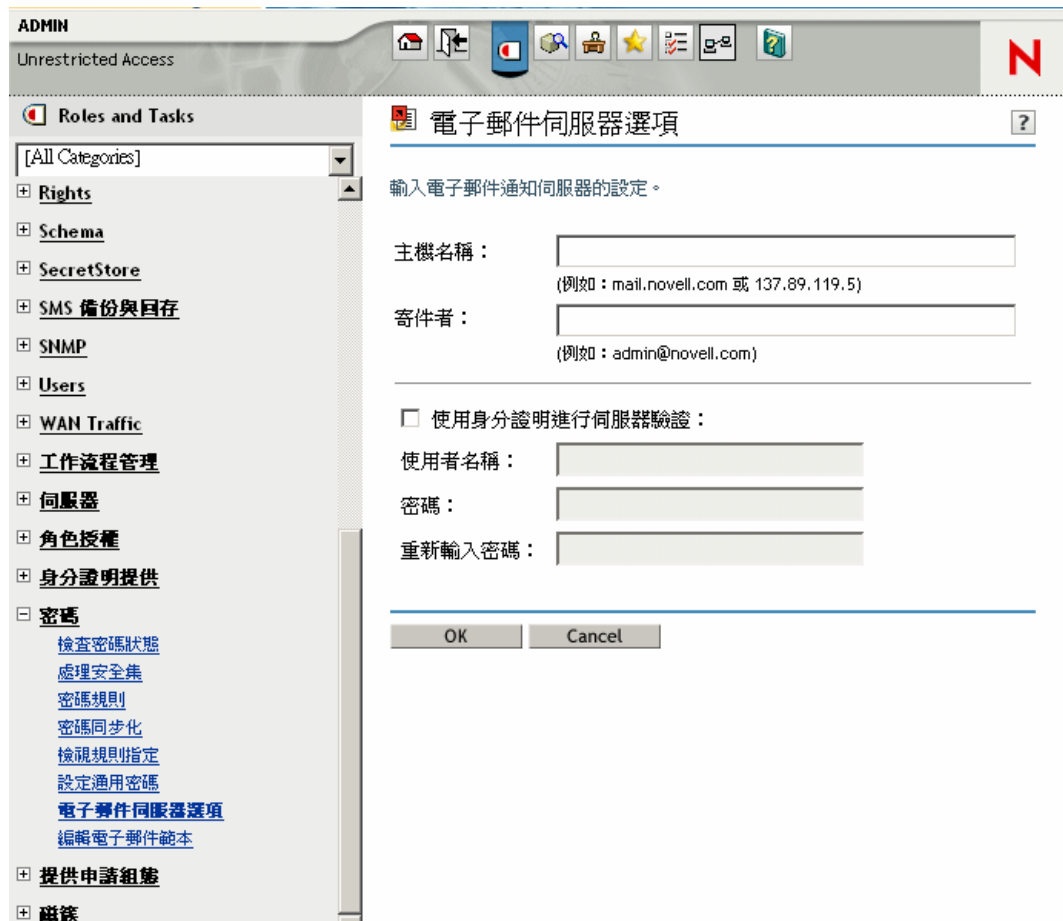 ADMIN
Unrestricted Access
N
Roles and Tasks
[All Categories]
Rights
Schema
SecretStore
SMS 備份與回存
SNMP
Users
WAN Traffic
工作流程管理
伺服器
角色授權
身分證明提供
密碼
檢查密碼狀態
處理安全集
密碼規則
密碼同步化
檢視規則指定
設定通用密碼
電子郵件伺服器選項
編輯電子郵件範本
提供申請組態
磁簇
電子郵件伺服器選項
?
輸入電子郵件通知伺服器的設定。
主機名稱：
(例如：mail.novell.com 或 137.89.119.5)
寄件者：
(例如：admin@novell.com)
使用身分證明進行伺服器驗證：
使用者名稱：
密碼：
重新輸入密碼：
OK
Cancel